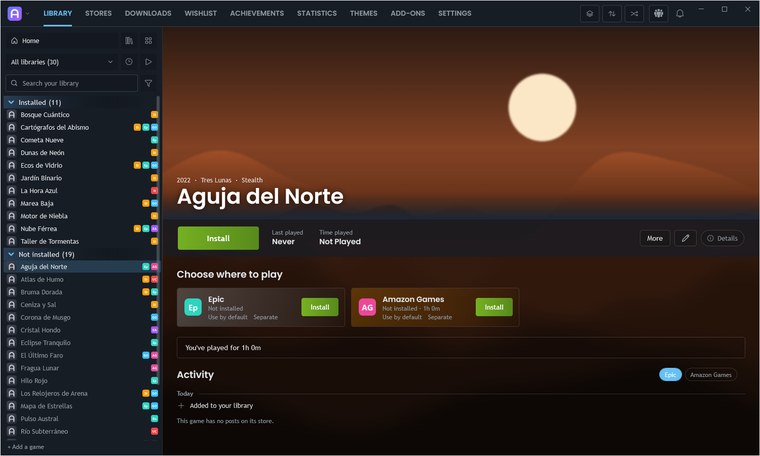 LIBRARY STORES DOWNLOADS WISHLIST ACHIEVEMENTS STATISTICS THEMES ADD-ONS SETTINGS
Home
All libraries (30)
Search your library
Installed (11)
Bosque Cuántico
Cartógrafos del Abismo
Cometa Nueve
Dunas de Neón
Ecos de Vidrio
Jardín Binario
La Hora Azul
Marea Baja
Motor de Niebla
Nube Férrea
Taller de Tormentas
Not installed (19)
Aguja del Norte
Atlas de Humo
Bruma Dorada
Ceniza y Sal
Corona de Musgo
Cristal Hondo
Eclipse Tranquilo
El Último Faro
Fragua Lunar
Hilo Rojo
Los Relojeros de Arena
Mapa de Estrellas
Pulso Austral
Río Subterráneo
+ Add a game
2022 · Tres Lunas · Stealth
Aguja del Norte
Install
Last played
Never
Time played
Not Played
More
Details
Choose where to play
Ep
Epic
Not installed
Use by default Separate
Install
AG
Amazon Games
Not installed · 1h 0m
Use by default Separate
Install
You've played for 1h 0m
Activity
Epic
Amazon Games
Today
+ Added to your library
This game has no posts on its store.